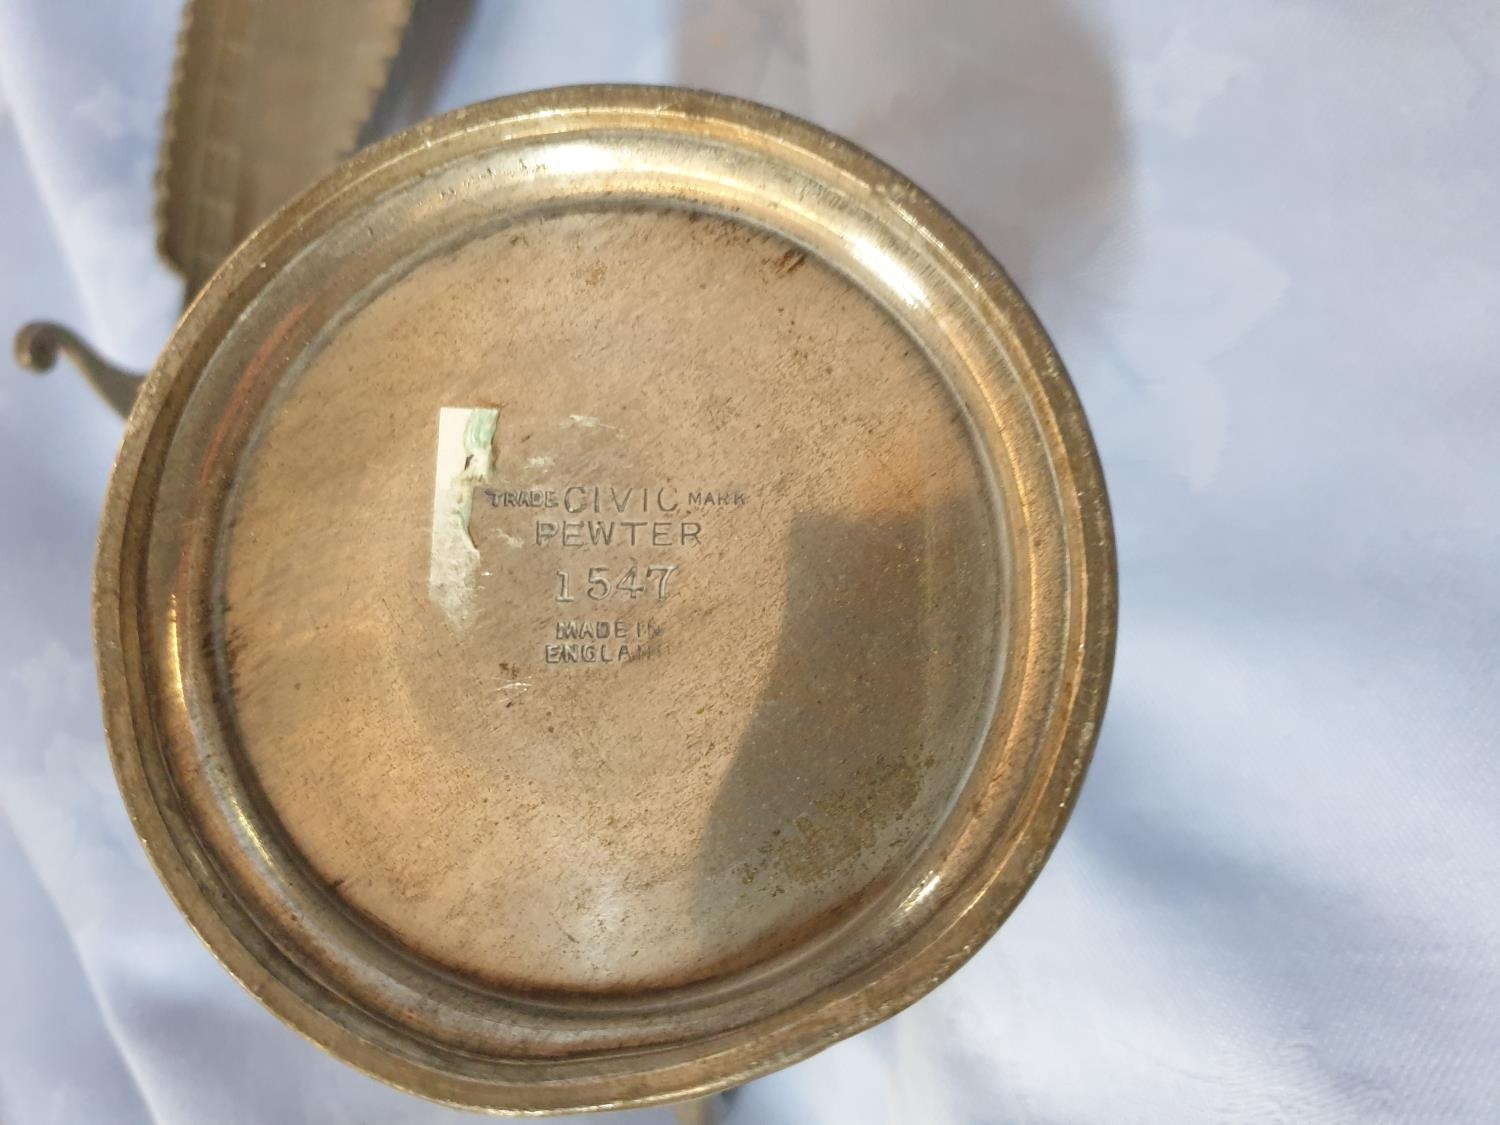 TRADE CIVIC MARK
PEWTER
1547
MADE IN
ENGLAND